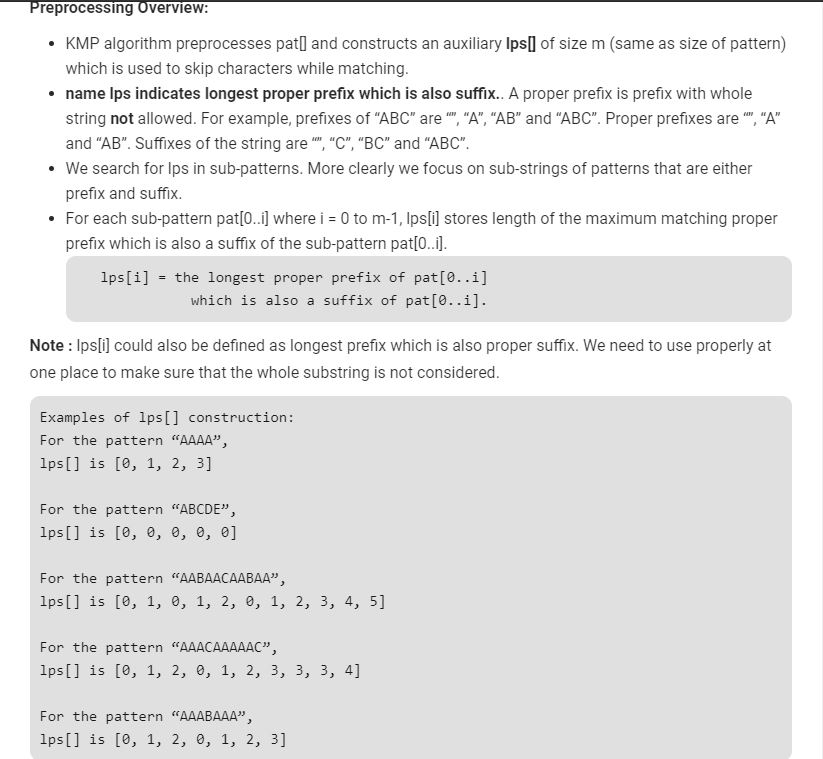 Preprocessing Overview:
• KMP algorithm preprocesses pat[] and constructs an auxiliary lps[] of size m (same as size of pattern)
which is used to skip characters while matching.
• name lps indicates longest proper prefix which is also suffix.. A proper prefix is prefix with whole
string not allowed. For example, prefixes of “ABC” are “”, “A”, “AB” and “ABC”. Proper prefixes are “”, “A”
and “AB”. Suffixes of the string are “”, “C”, “BC” and “ABC”.
• We search for lps in sub-patterns. More clearly we focus on sub-strings of patterns that are either
prefix and suffix.
• For each sub-pattern pat[0..i] where i = 0 to m-1, lps[i] stores length of the maximum matching proper
prefix which is also a suffix of the sub-pattern pat[0..i].
lps[i] = the longest proper prefix of pat[0..i]
which is also a suffix of pat[0..i].
Note : lps[i] could also be defined as longest prefix which is also proper suffix. We need to use properly at
one place to make sure that the whole substring is not considered.
Examples of lps[] construction:
For the pattern “AAAA”,
lps[] is [0, 1, 2, 3]
For the pattern “ABCDE”,
lps[] is [0, 0, 0, 0, 0]
For the pattern “AABAACAABAA”,
lps[] is [0, 1, 0, 1, 2, 0, 1, 2, 3, 4, 5]
For the pattern “AAACAAAAAC”,
lps[] is [0, 1, 2, 0, 1, 2, 3, 3, 3, 4]
For the pattern “AAABAAA”,
lps[] is [0, 1, 2, 0, 1, 2, 3]